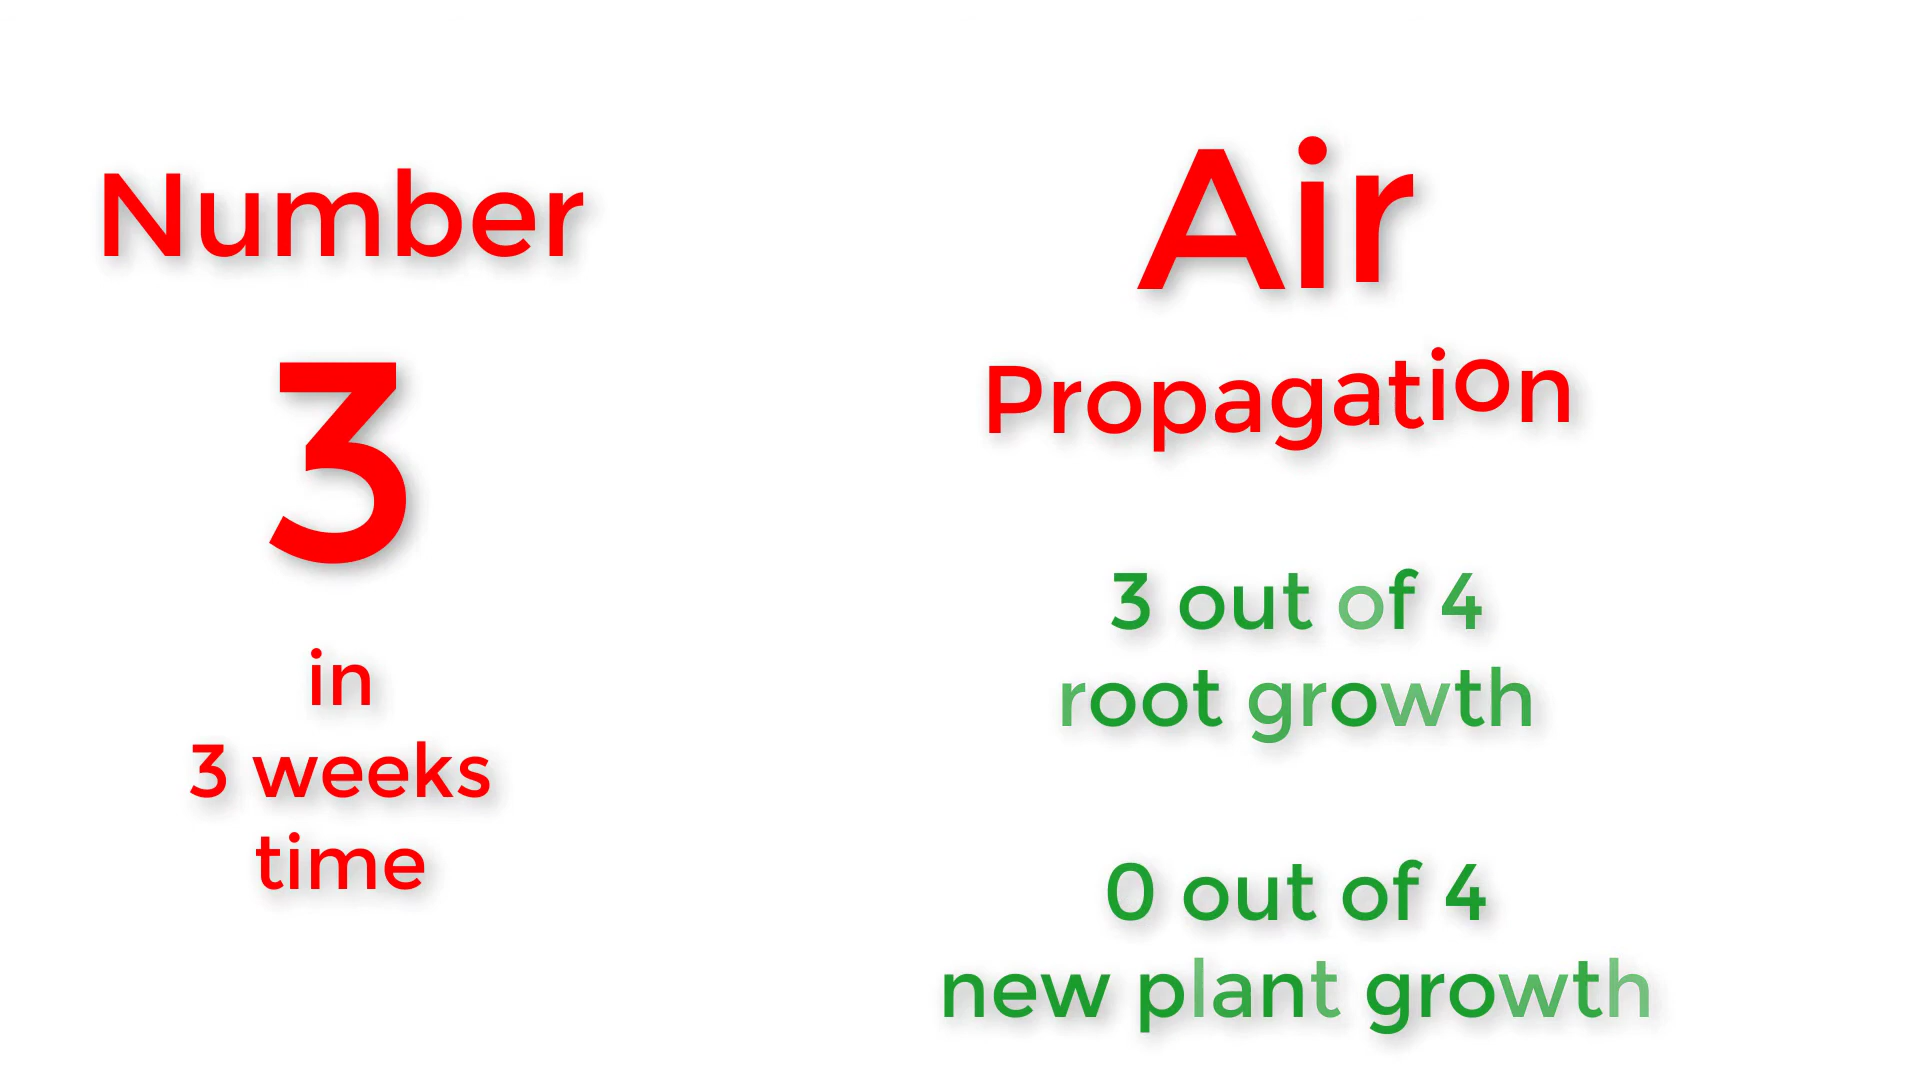 Number
3
in
3 weeks
time
Air
Propagation
3 out of 4
root growth
0 out of 4
new plant growth